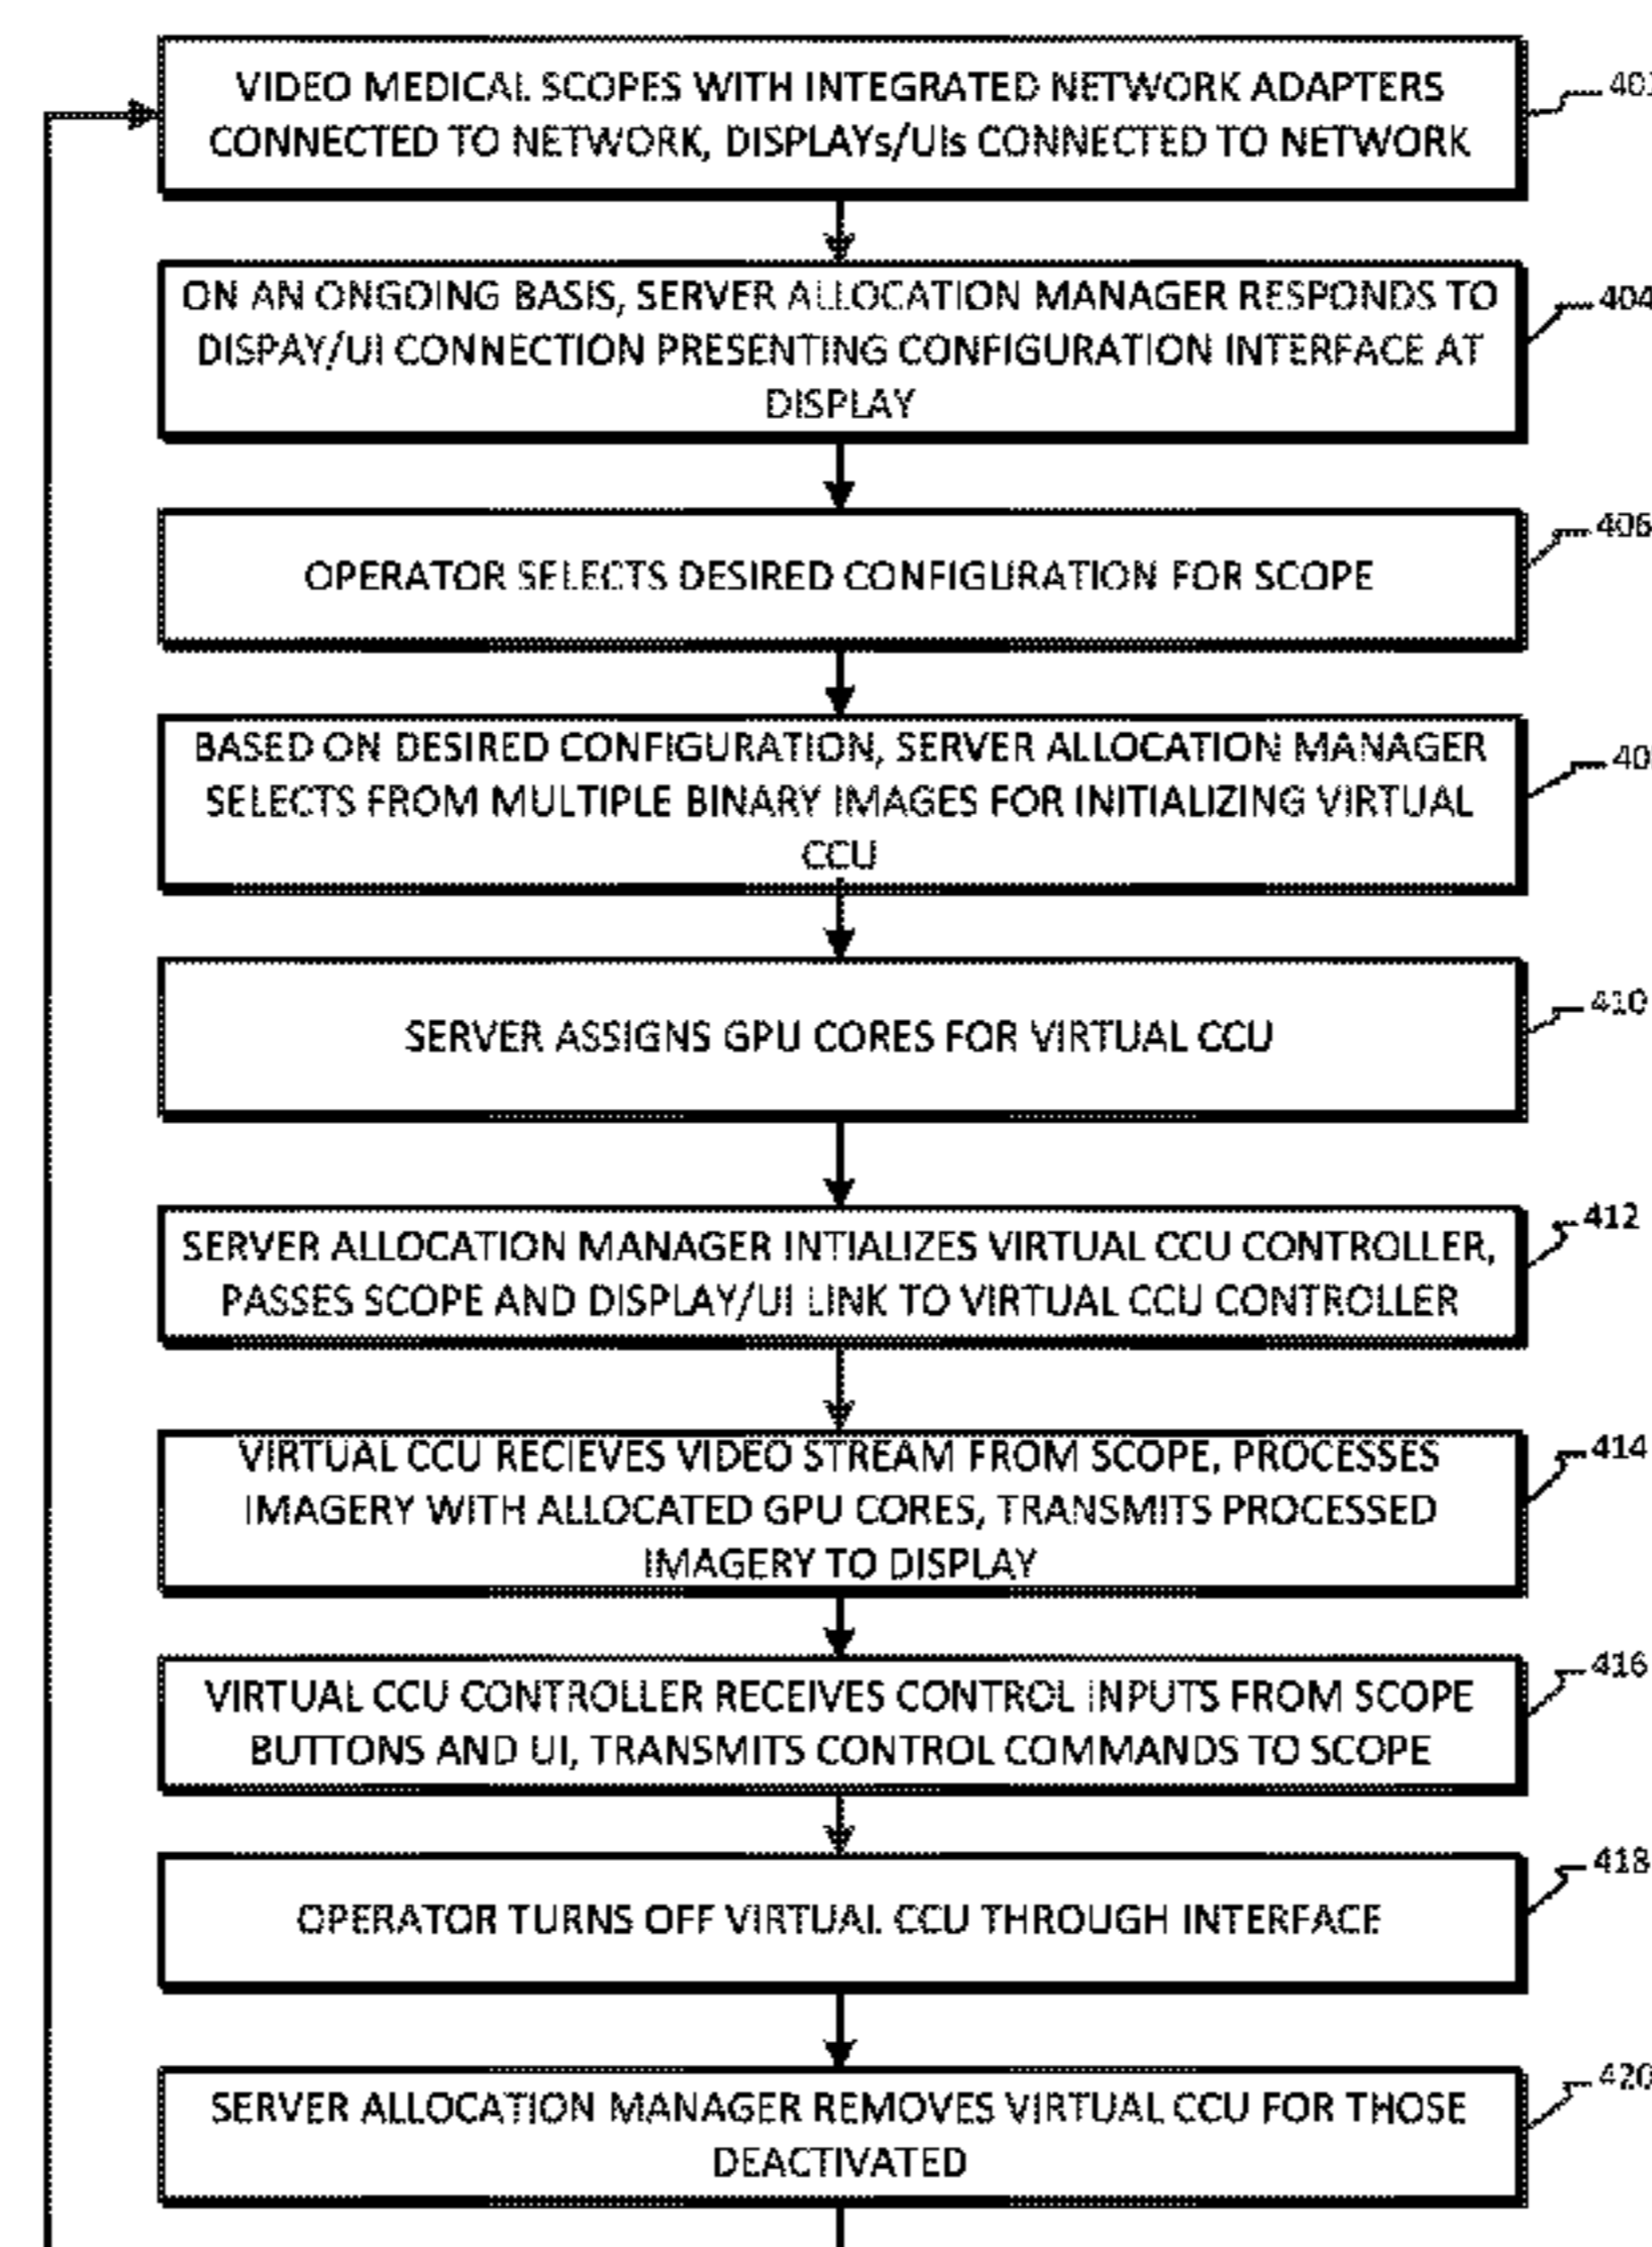 VIDEO MEDICAL SCOPES WITH INTEGRATED NETWORK ADAPTERS
CONNECTED TO NETWORK, DISPLAYs/UIs CONNECTED TO NETWORK
ON AN ONGOING BASIS, SERVER ALLOCATION MANAGER RESPONDS TO
404
DISPAY/UI CONNECTION PRESENTING CONFIGURATION INTERFACE AT
DISPLAY
406
OPERATOR SELECTS DESIRED CONFIGURATION FOR SCOPE
BASED ON DESIRED CONFIGURATION, SERVER ALLOCATION MANAGER
40
SELECTS FROM MULTIPLE BINARY IMAGES FOR INITIALIZING VIRTUAL
CCU
410
SERVER ASSIGNS GPU CORES FOR VIRTUAL CCU
412
SERVER ALLOCATION MANAGER INTIALIZES VIRTUAL CCU CONTROLLER,
PASSES SCOPE AND DISPLAY/UI LINK TO VIRTUAL CCU CONTROLLER
414
VIRTUAL CCU RECIEVES VIDEO STREAM FROM SCOPE, PROCESSES
IMAGERY WITH ALLOCATED GPU CORES, TRANSMITS PROCESSED
IMAGERY TO DISPLAY
416
VIRTUAL CCU CONTROLLER RECEIVES CONTROL INPUTS FROM SCOPE
BUTTONS AND UI, TRANSMITS CONTROL COMMANDS TO SCOPE
418
OPERATOR TURNS OFF VIRTUAL CCU THROUGH INTERFACE
420
SERVER ALLOCATION MANAGER REMOVES VIRTUAL CCU FOR THOSE
DEACTIVATED